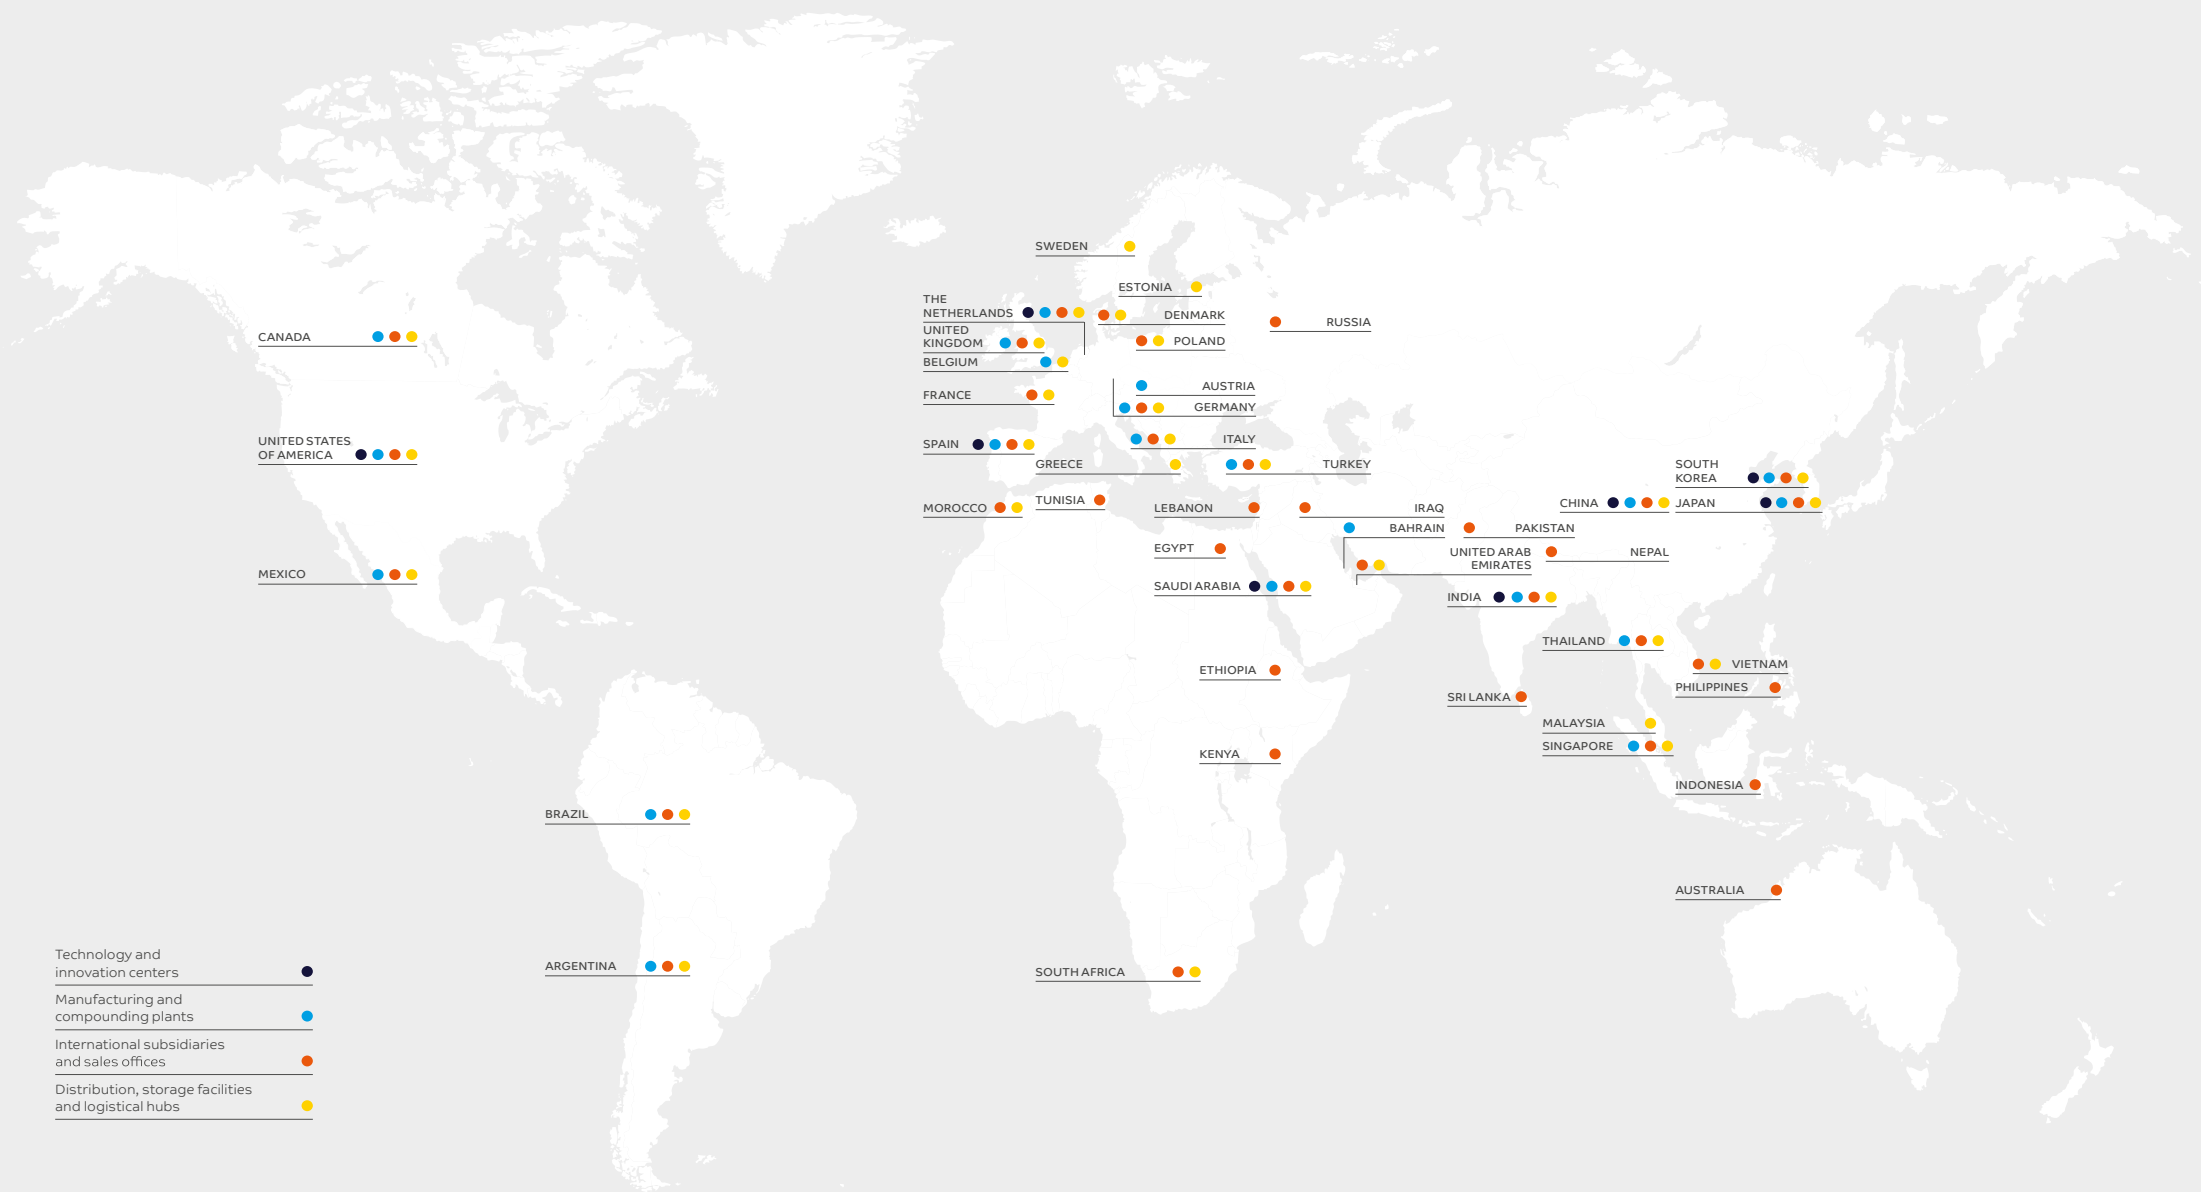 SWEDEN
ESTONIA
THE
NETHERLANDS
DENMARK
RUSSIA
UNITED
KINGDOM
POLAND
CANADA
BELGIUM
AUSTRIA
FRANCE
GERMANY
UNITED STATES
OF AMERICA
SPAIN
ITALY
GREECE
TURKEY
SOUTH
KOREA
MOROCCO
TUNISIA
LEBANON
IRAQ
CHINA
JAPAN
BAHRAIN
PAKISTAN
EGYPT
UNITED ARAB
EMIRATES
NEPAL
MEXICO
SAUDI ARABIA
INDIA
THAILAND
VIETNAM
ETHIOPIA
PHILIPPINES
SRI LANKA
MALAYSIA
SINGAPORE
KENYA
INDONESIA
BRAZIL
AUSTRALIA
ARGENTINA
SOUTH AFRICA
Technology and
innovation centers
Manufacturing and
compounding plants
International subsidiaries
and sales offices
Distribution, storage facilities
and logistical hubs